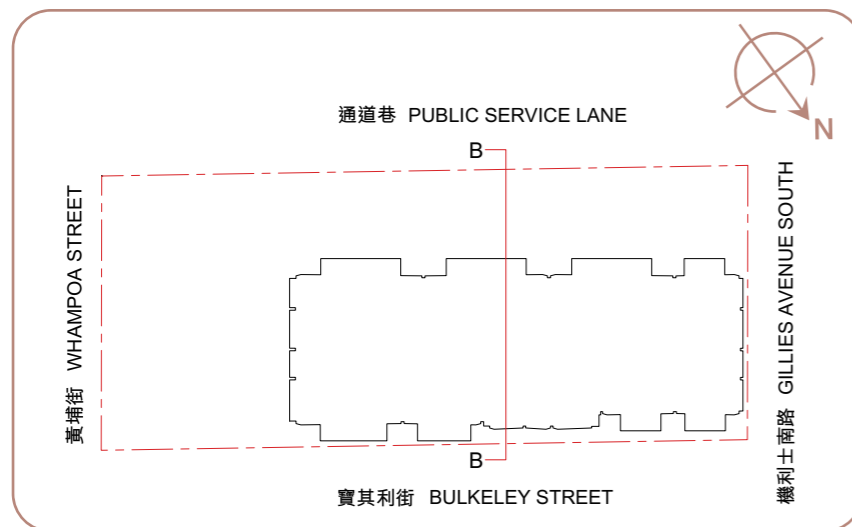 N
通道巷 PUBLIC SERVICE LANE
B
黃埔街 WHAMPOA STREET
機利士南路 GILLIES AVENUE SOUTH
B
寶其利街 BULKELEY STREET